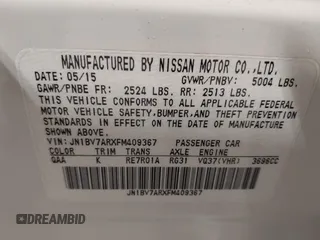 MANUFACTURED BY NISSAN MOTOR CO.,LTD.
DATE: 05/15 GVWR/PNBV: 5004 LBS.
GAWR/PNBE FR: 2524 LBS. RR: 2513 LBS.
THIS VEHICLE CONFORMS TO ALL APPLICABLE FEDERAL
MOTOR VEHICLE SAFETY,BUMPER,AND THEFT PREVENTION
STANDARDS IN EFFECT ON THE DATE OF MANUFACTURE
SHOWN ABOVE.
JN1BV7ARXFM409367 PASSENGER CAR
COLOR TRIM TRANS AXLE ENGINE
QAA K RE7R01A RG31 VQ37(VHR) 3696CC
JN1BV7ARXFM409367